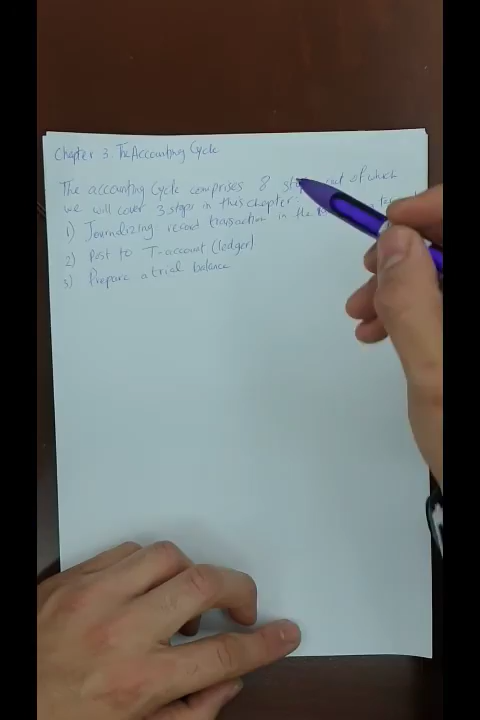 Chapter 3: The Accounting Cycle
The accounting cycle comprises 8 out of which
we will cover 3 steps in this chapter:
1) Journalizing: record transaction in the
2) Post to T-account (ledger)
3) Prepare a trial balance